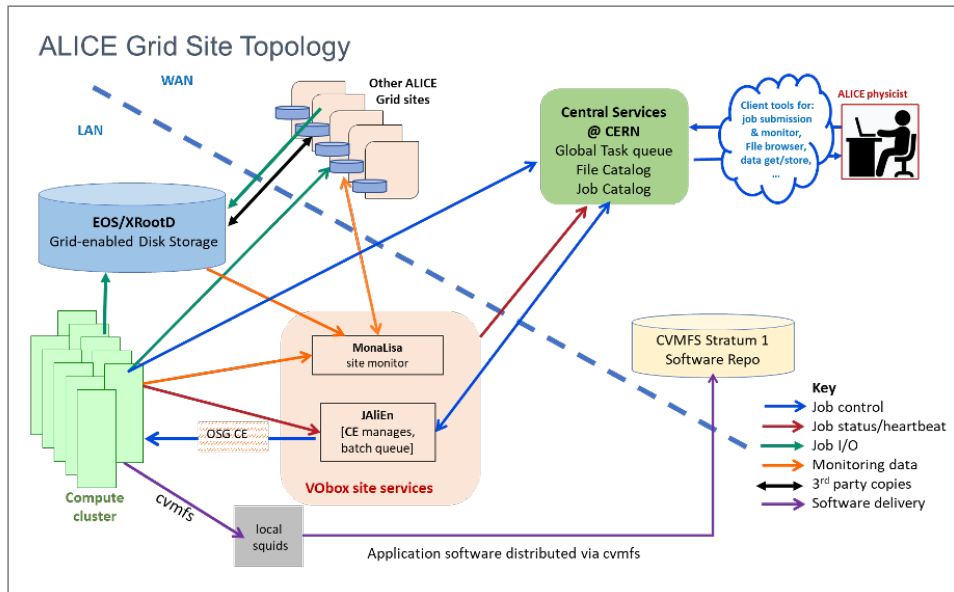 ALICE Grid Site Topology
WAN
LAN
Other ALICE
Grid sites
Central Services
@ CERN
Global Task queue
File Catalog
Job Catalog
Client tools for:
job submission
& monitor,
File browser,
data get/store,
...
ALICE physicist
EOS/XRootD
Grid-enabled Disk Storage
MonaLisa
site monitor
JAliEn
[CE manages,
batch queue]
OSG CE
VObox site services
Compute
cluster
cvmfs
local
squids
Application software distributed via cvmfs
CVMFS Stratum 1
Software Repo
Key
Job control
Job status/heartbeat
Job I/O
Monitoring data
3rd party copies
Software delivery